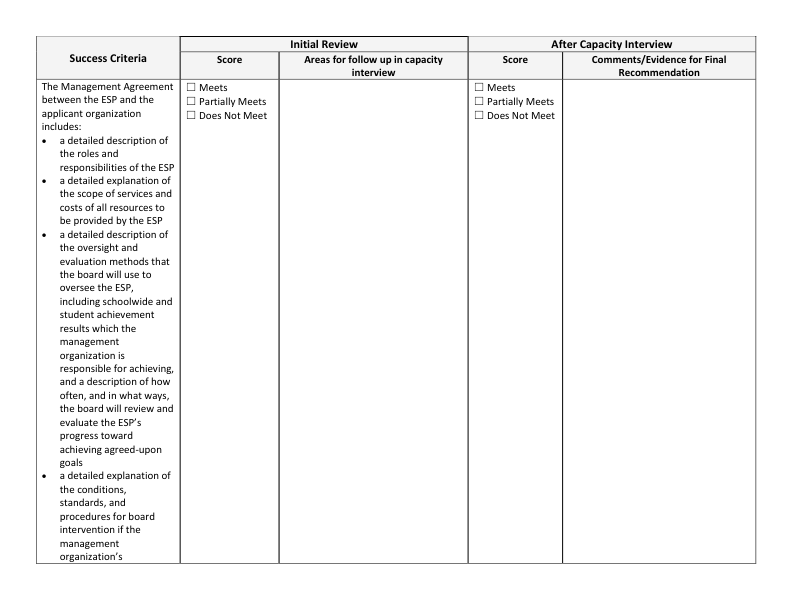 Success Criteria
Initial Review
After Capacity Interview
Score
Areas for follow up in capacity
interview
Score
Comments/Evidence for Final
Recommendation
The Management Agreement
between the ESP and the
applicant organization
includes:
• a detailed description of
the roles and
responsibilities of the ESP
• a detailed explanation of
the scope of services and
costs of all resources to
be provided by the ESP
• a detailed description of
the oversight and
evaluation methods that
the board will use to
oversee the ESP,
including schoolwide and
student achievement
results which the
management
organization is
responsible for achieving,
and a description of how
often, and in what ways,
the board will review and
evaluate the ESP’s
progress toward
achieving agreed-upon
goals
• a detailed explanation of
the conditions,
standards, and
procedures for board
intervention if the
management
organization’s
☐ Meets
☐ Partially Meets
☐ Does Not Meet
☐ Meets
☐ Partially Meets
☐ Does Not Meet